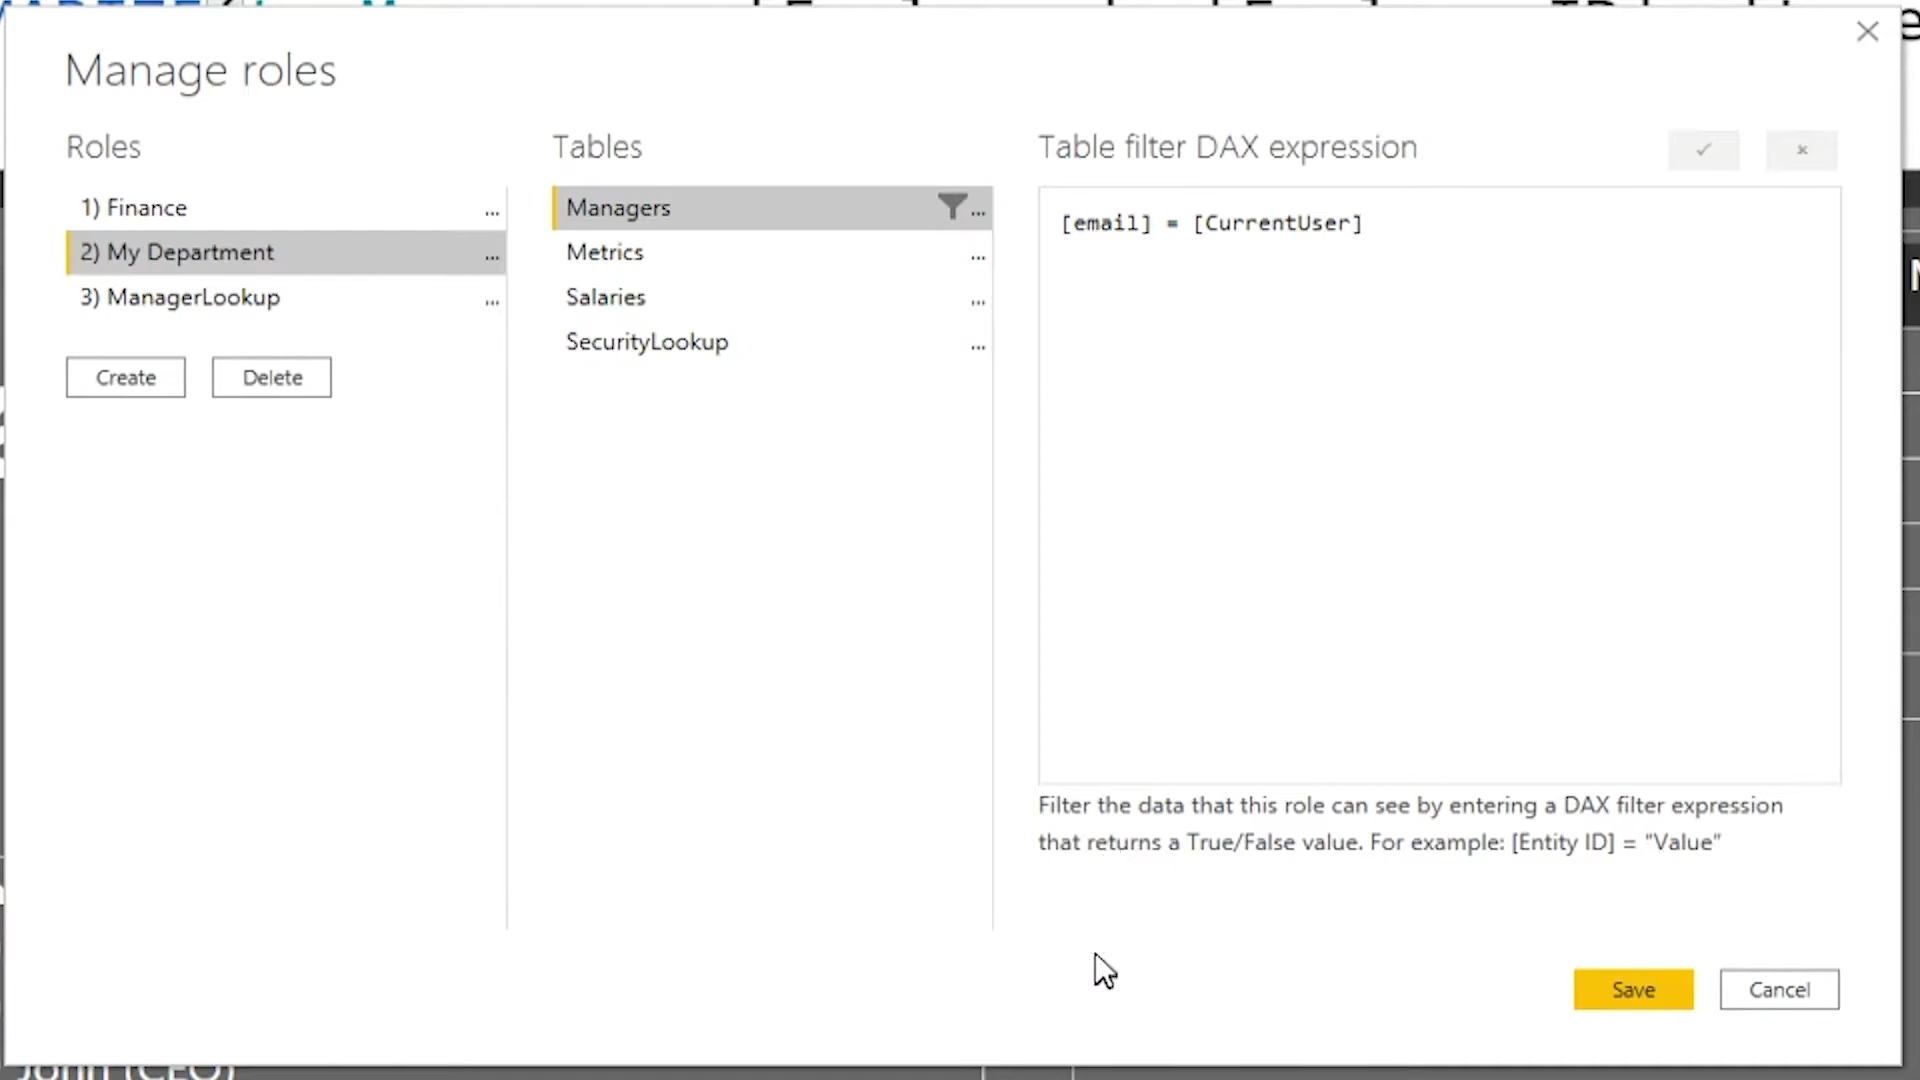 Manage roles
Roles
Tables
Table filter DAX expression
1) Finance
...
2) My Department
...
3) ManagerLookup
...
Create
Delete
Managers
...
Metrics
...
Salaries
...
SecurityLookup
...
[email] = [CurrentUser]
Filter the data that this role can see by entering a DAX filter expression
that returns a True/False value. For example: [Entity ID] = "Value"
Save
Cancel
John (CEO)